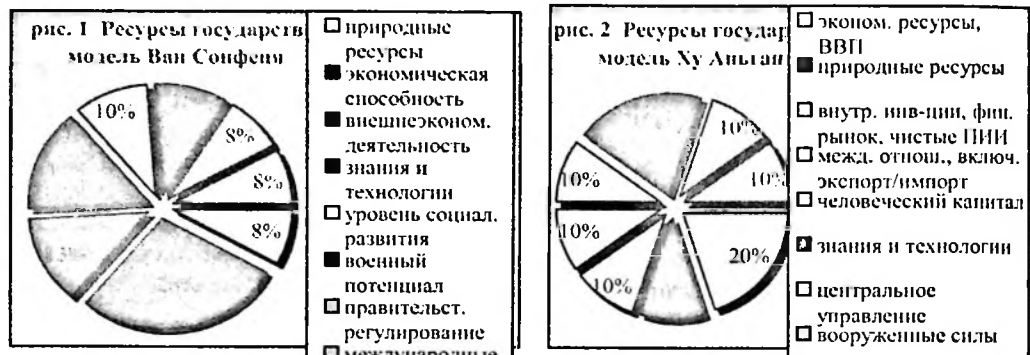 рис. 1 Ресурсы государств
модель Ван Сонфеня
10%
8%
8%
8%
природные
ресурсы
экономическая
способность
внешнеэконом.
деятельность
знания и
технологии
уровень социал.
развития
военный
потенциал
правительст.
регулирование
международные
рис. 2 Ресурсы государ
модель Ху Аньган
10%
10%
20%
10%
10%
10%
10%
эконом. ресурсы,
ВВП
природные ресурсы
внутр. инв-ции, фин.
рынок, чистые ПИИ
межд. отнош., включ.
экспорт/импорт
человеческий капитал
знания и технологии
центральное
управление
вооруженные силы